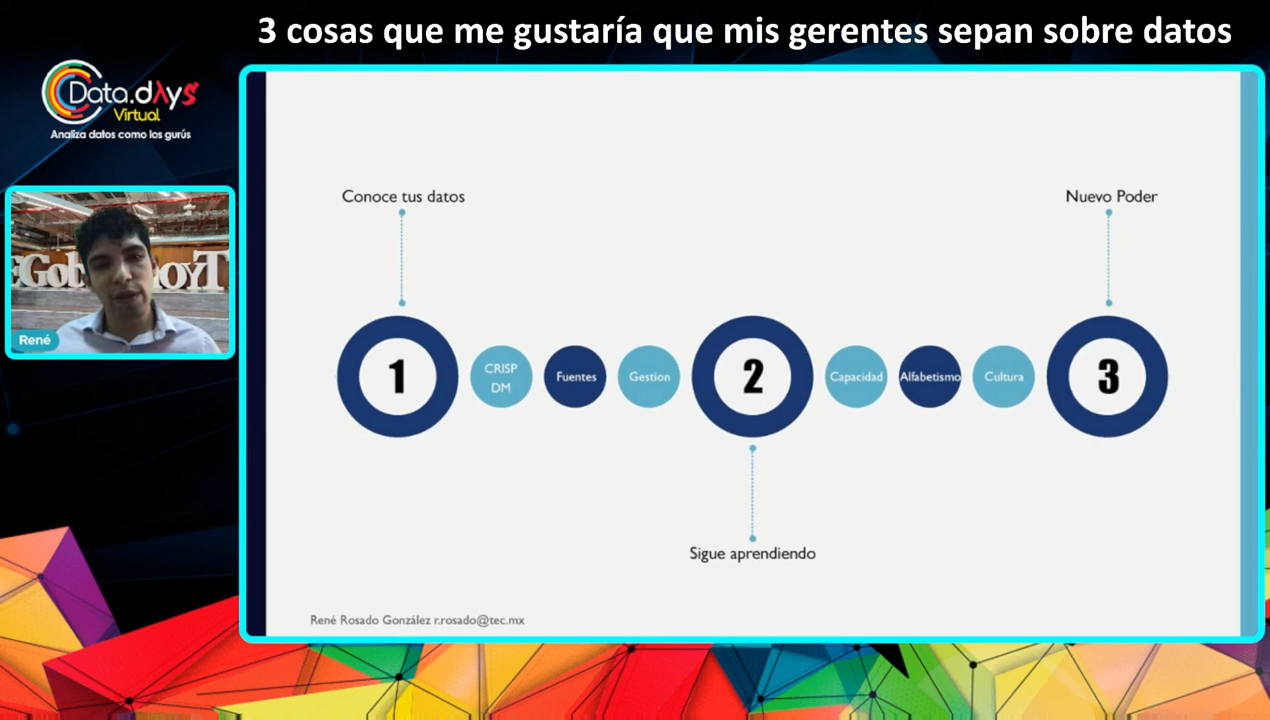 3 cosas que me gustaría que mis gerentes sepan sobre datos
Data.dAys
Virtual
Analiza datos como los gurús
René
Conoce tus datos
Nuevo Poder
1
CRISP
DM
Fuentes
Gestion
2
Capacidad
Alfabetismo
Cultura
3
Sigue aprendiendo
René Rosado González r.rosado@tec.mx